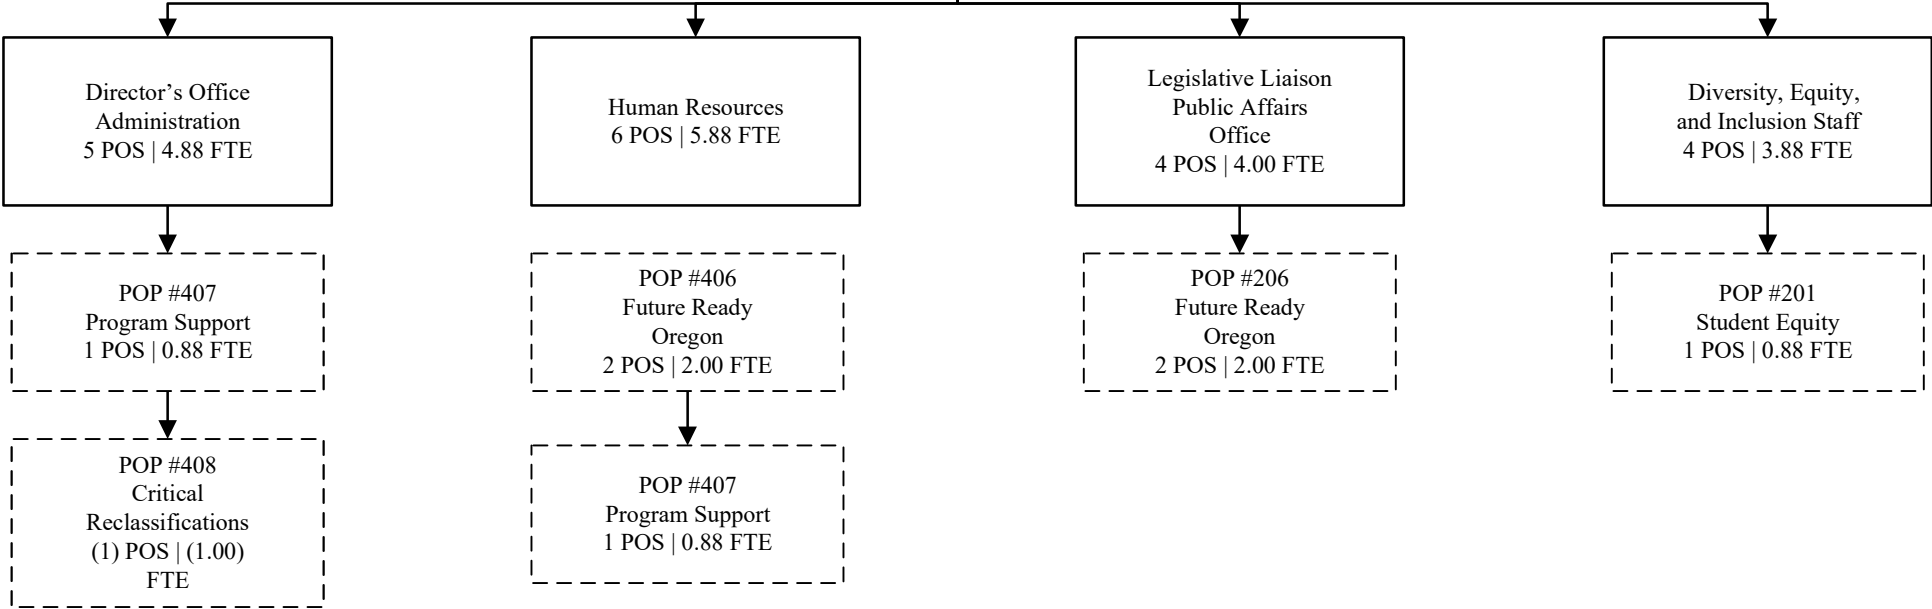 Director’s Office
Administration
5 POS | 4.88 FTE
Human Resources
6 POS | 5.88 FTE
Legislative Liaison
Public Affairs
Office
4 POS | 4.00 FTE
Diversity, Equity,
and Inclusion Staff
4 POS | 3.88 FTE
POP #407
Program Support
1 POS | 0.88 FTE
POP #406
Future Ready
Oregon
2 POS | 2.00 FTE
POP #206
Future Ready
Oregon
2 POS | 2.00 FTE
POP #201
Student Equity
1 POS | 0.88 FTE
POP #408
Critical
Reclassifications
(1) POS | (1.00)
FTE
POP #407
Program Support
1 POS | 0.88 FTE